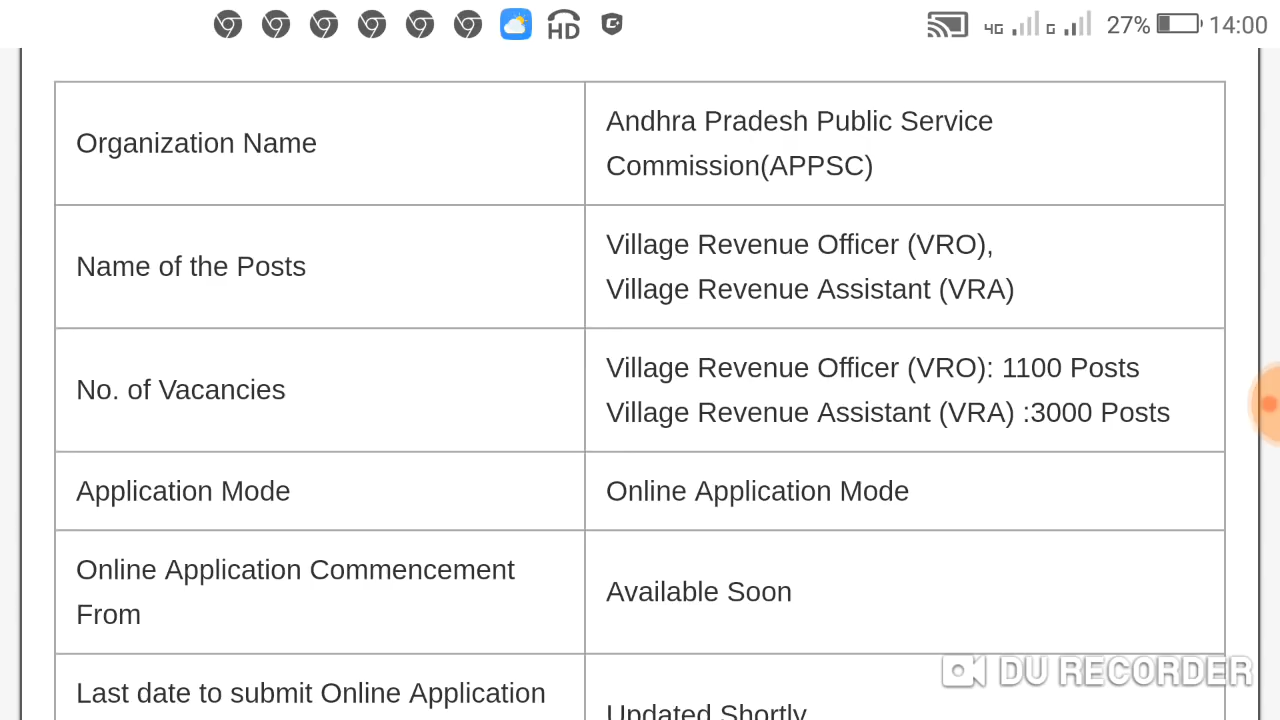 HD 4G G 27% 14:00
Organization Name
Andhra Pradesh Public Service
Commission(APPSC)
Name of the Posts
Village Revenue Officer (VRO),
Village Revenue Assistant (VRA)
No. of Vacancies
Village Revenue Officer (VRO): 1100 Posts
Village Revenue Assistant (VRA) :3000 Posts
Application Mode
Online Application Mode
Online Application Commencement
From
Available Soon
Last date to submit Online Application
Updated Shortly
DU RECORDER